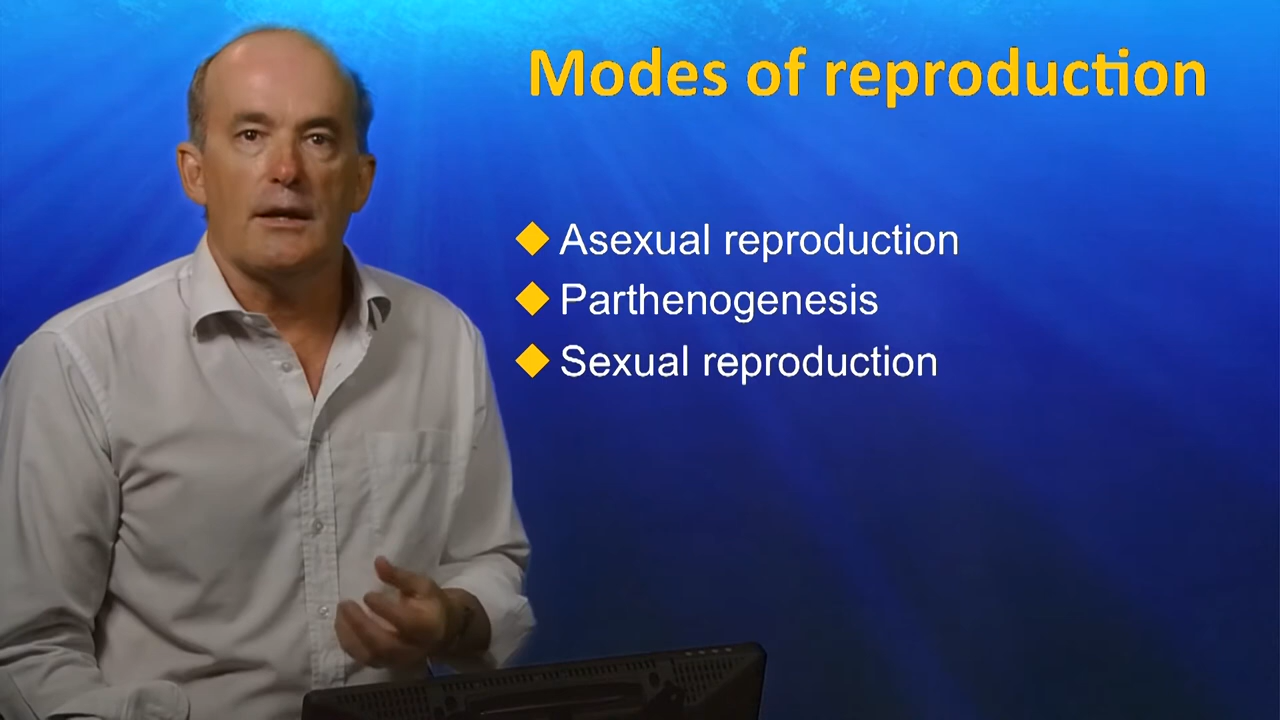 Modes of reproduction
Asexual reproduction
Parthenogenesis
Sexual reproduction